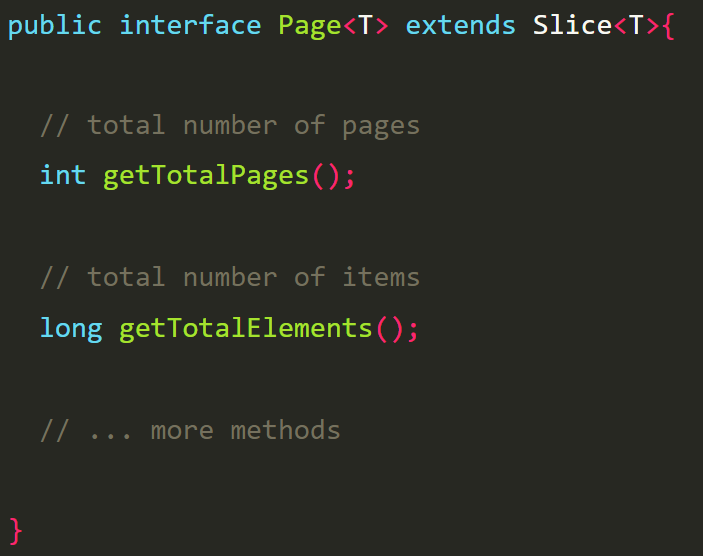 public interface Page<T> extends Slice<T>{
// total number of pages
int getTotalPages();
// total number of items
long getTotalElements();
// ... more methods
}